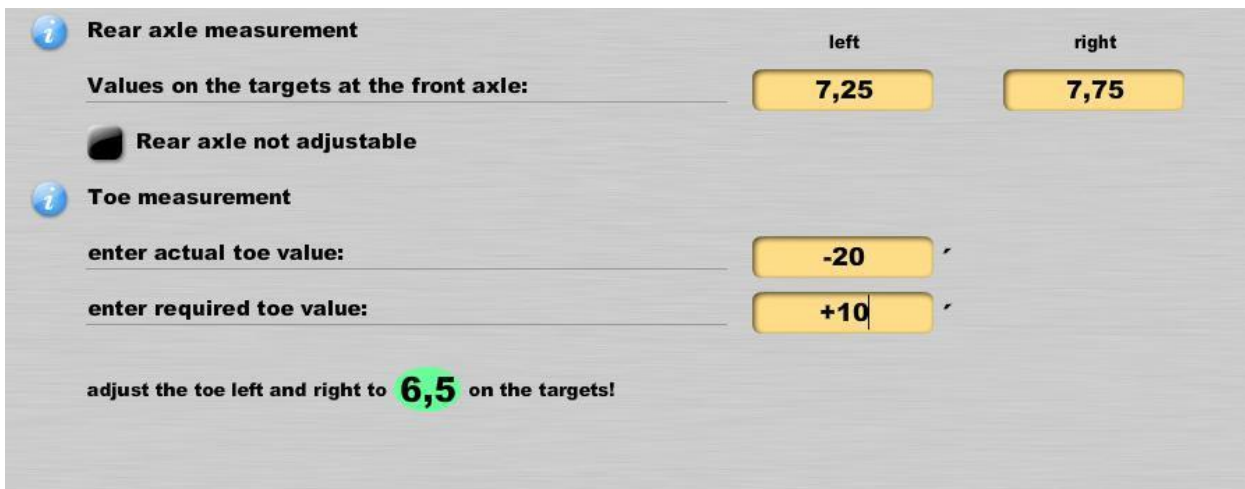 i Rear axle measurement
left right
Values on the targets at the front axle: 7,25 7,75
Rear axle not adjustable
i Toe measurement
enter actual toe value: -20 ′
enter required toe value: +10 ′
adjust the toe left and right to 6,5 on the targets!